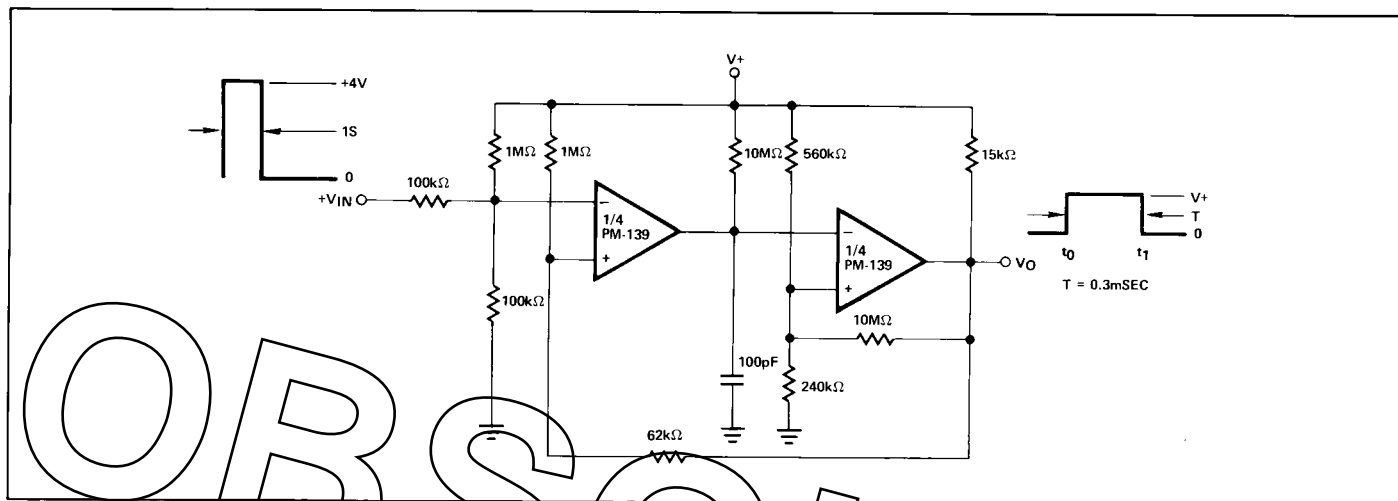 +4V
1S
0
+VIN
100kΩ
1MΩ
1MΩ
100kΩ
−
+
1/4
PM-139
V+
10MΩ
560kΩ
15kΩ
−
+
1/4
PM-139
10MΩ
100pF
240kΩ
62kΩ
VO
V+
T
0
t0
t1
T = 0.3mSEC